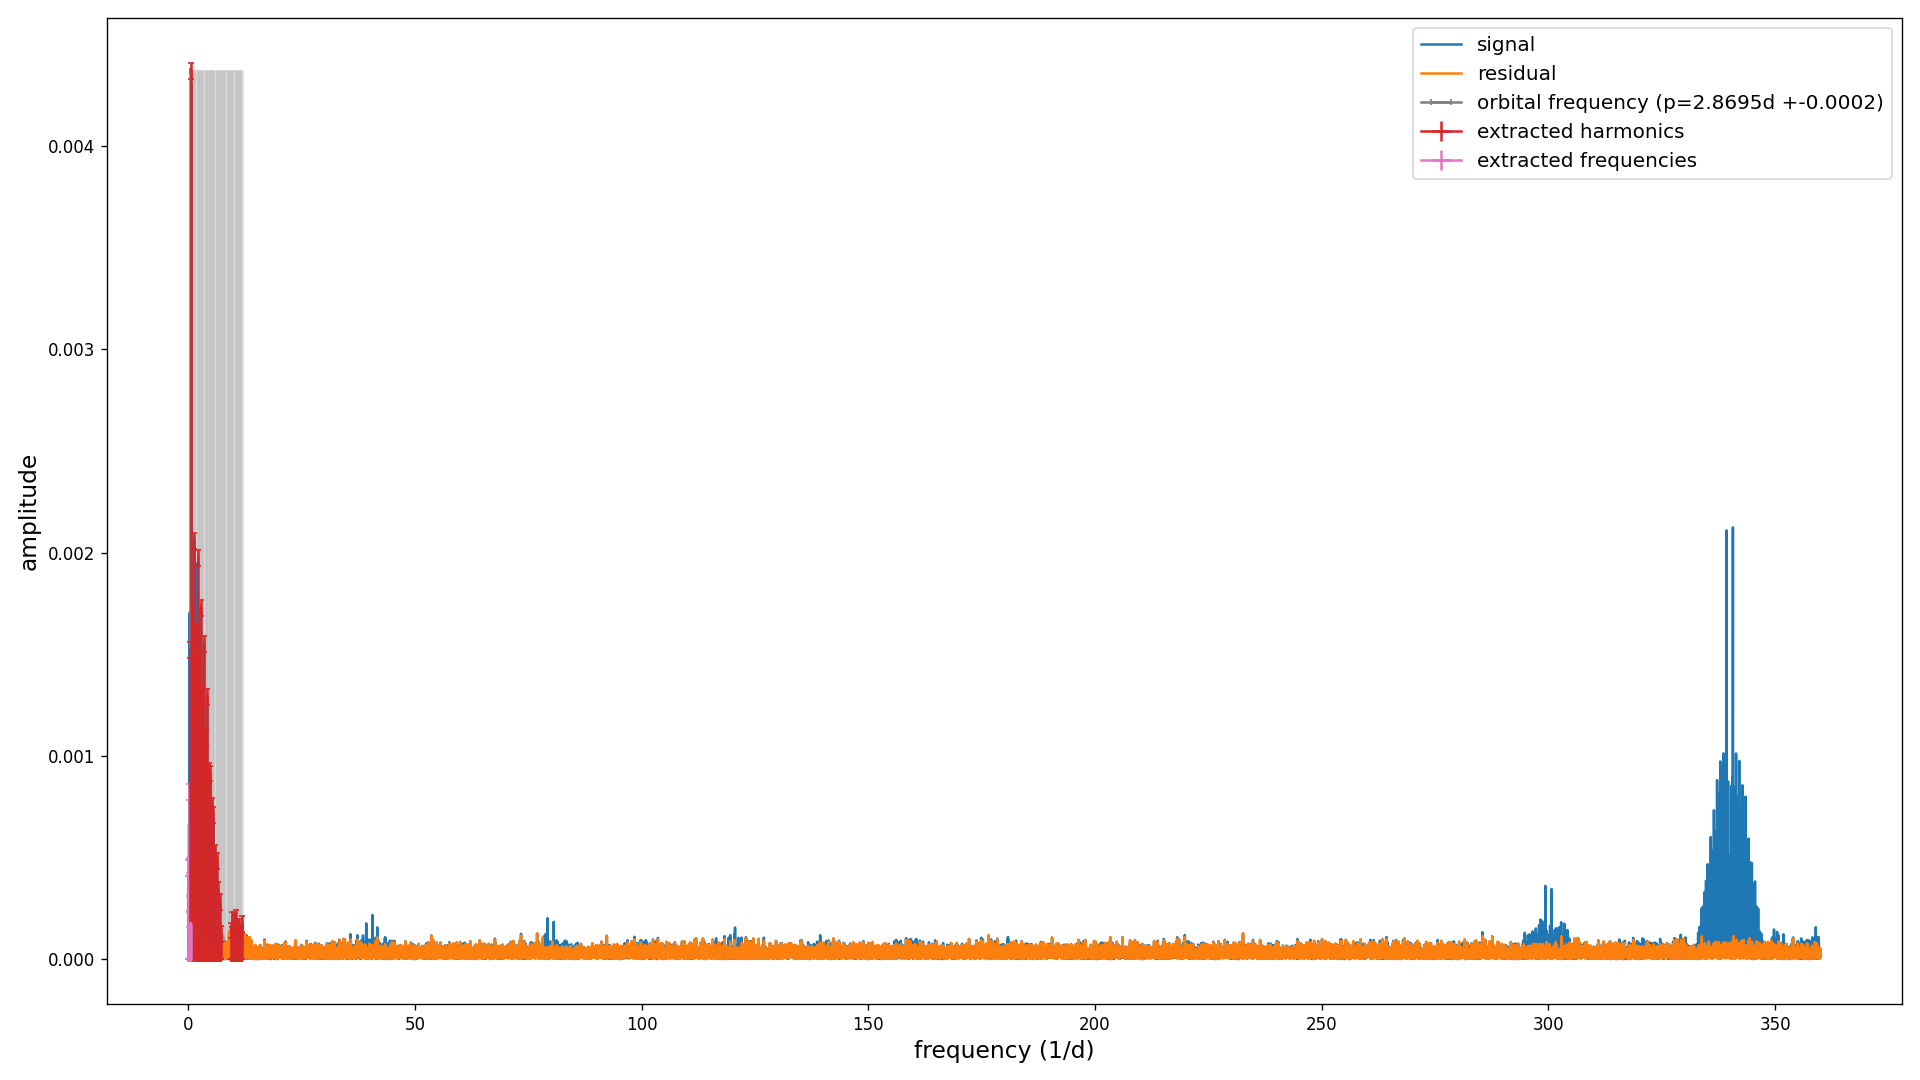 signal
residual
orbital frequency (p=2.8695d +-0.0002)
extracted harmonics
extracted frequencies
amplitude
0.004
0.003
0.002
0.001
0.000
0 50 100 150 200 250 300 350
frequency (1/d)